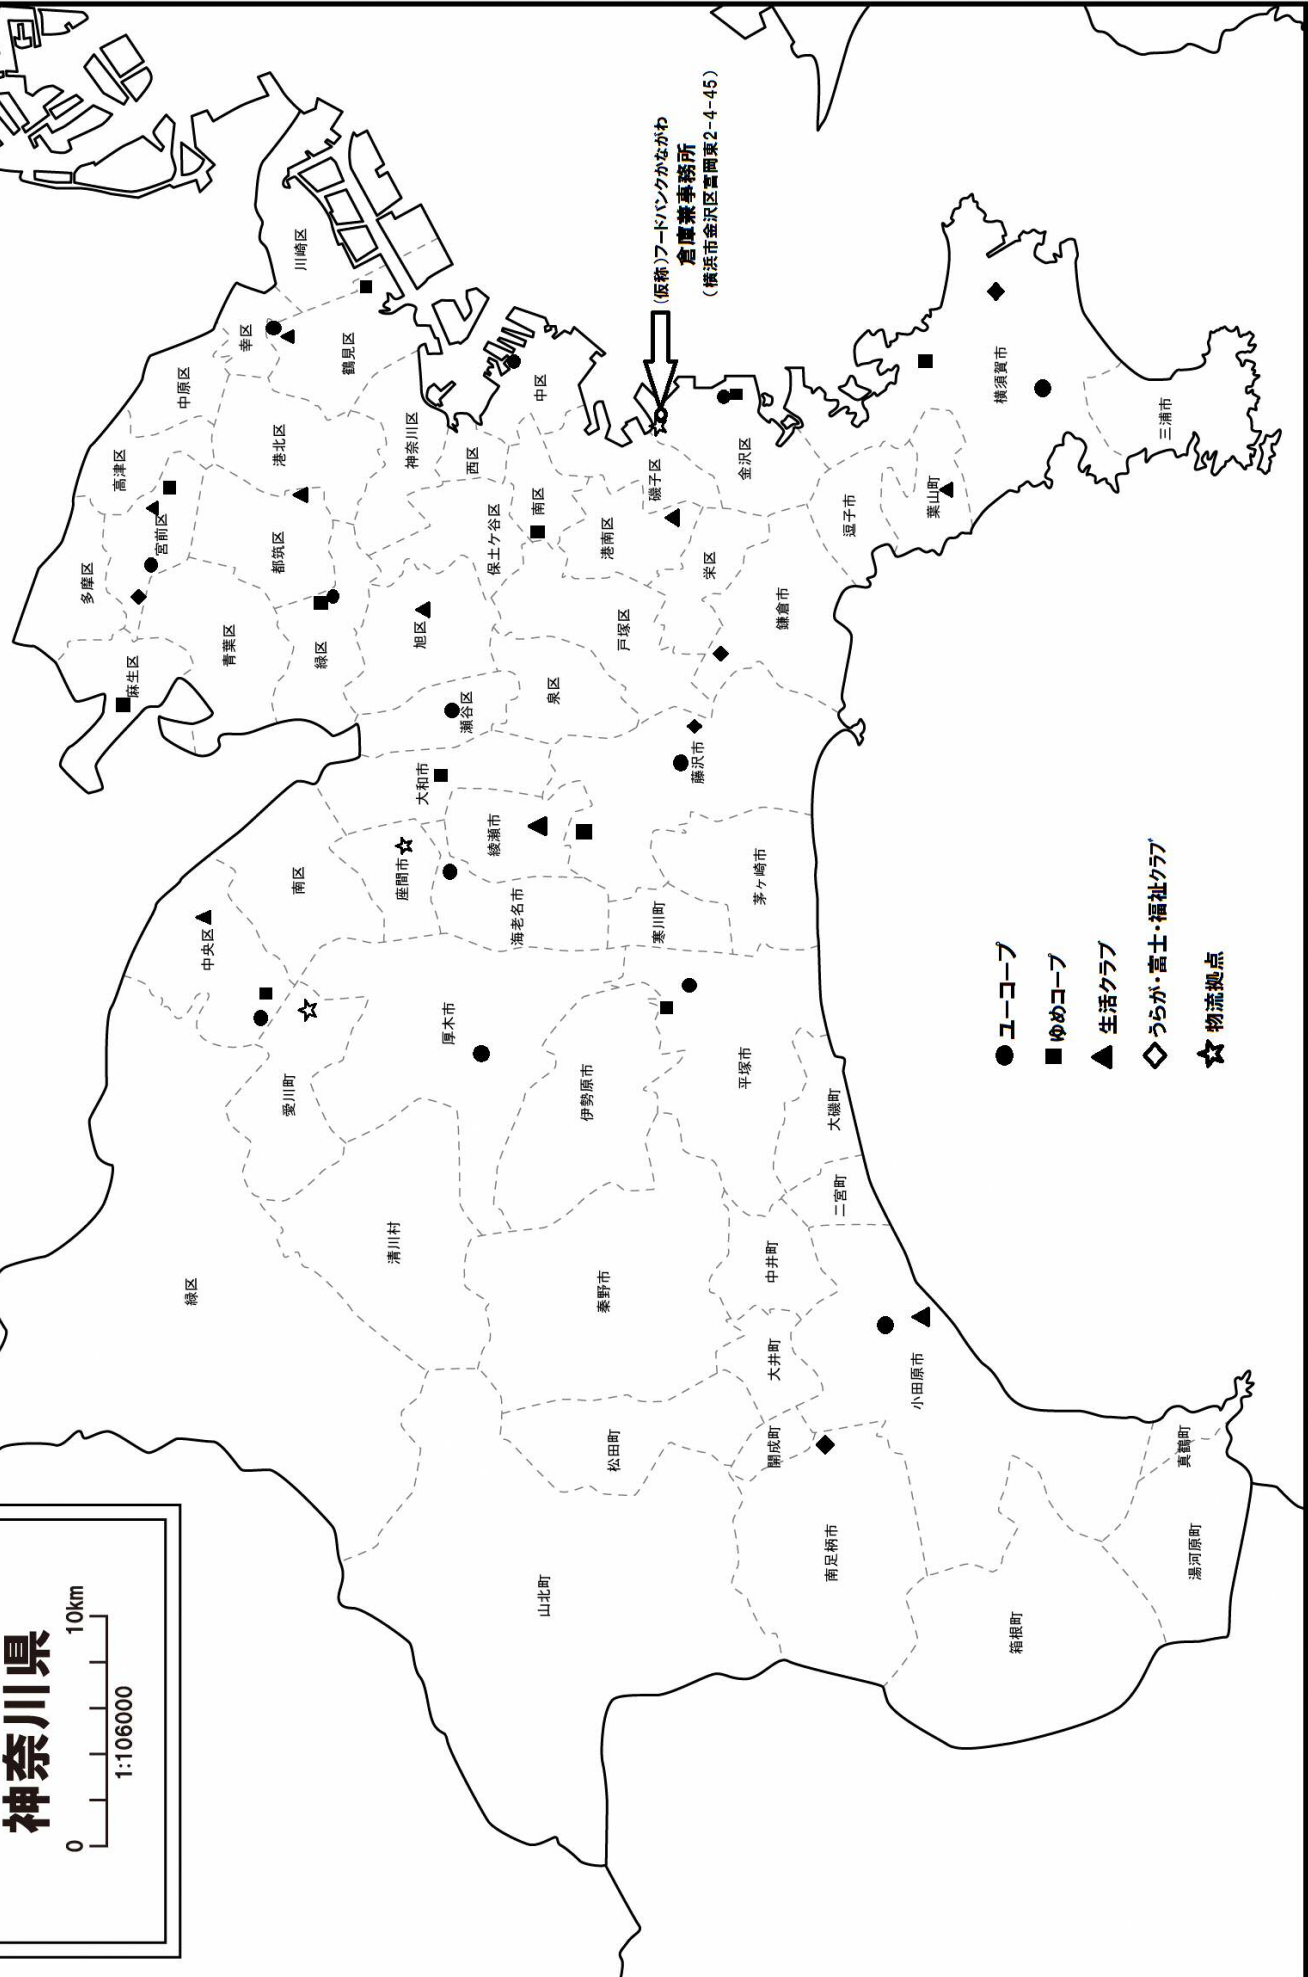 神奈川県
0 10km
1:106000
川崎区
幸区
中原区
高津区
宮前区
多摩区
麻生区
鶴見区
港北区
都筑区
青葉区
緑区
神奈川区
西区
中区
南区
保土ケ谷区
旭区
瀬谷区
磯子区
港南区
戸塚区
泉区
金沢区
栄区
鎌倉市
逗子市
葉山町
横須賀市
三浦市
藤沢市
大和市
綾瀬市
座間市
海老名市
寒川町
茅ヶ崎市
南区
中央区
緑区
愛川町
厚木市
清川村
伊勢原市
平塚市
大磯町
二宮町
秦野市
中井町
大井町
松田町
開成町
小田原市
山北町
南足柄市
箱根町
真鶴町
湯河原町
(仮称)フードバンクかながわ
倉庫兼事務所
(横浜市金沢区富岡東2-4-45)
ユーコープ
ゆめコープ
生活クラブ
うらが・富士・福祉クラブ
物流拠点